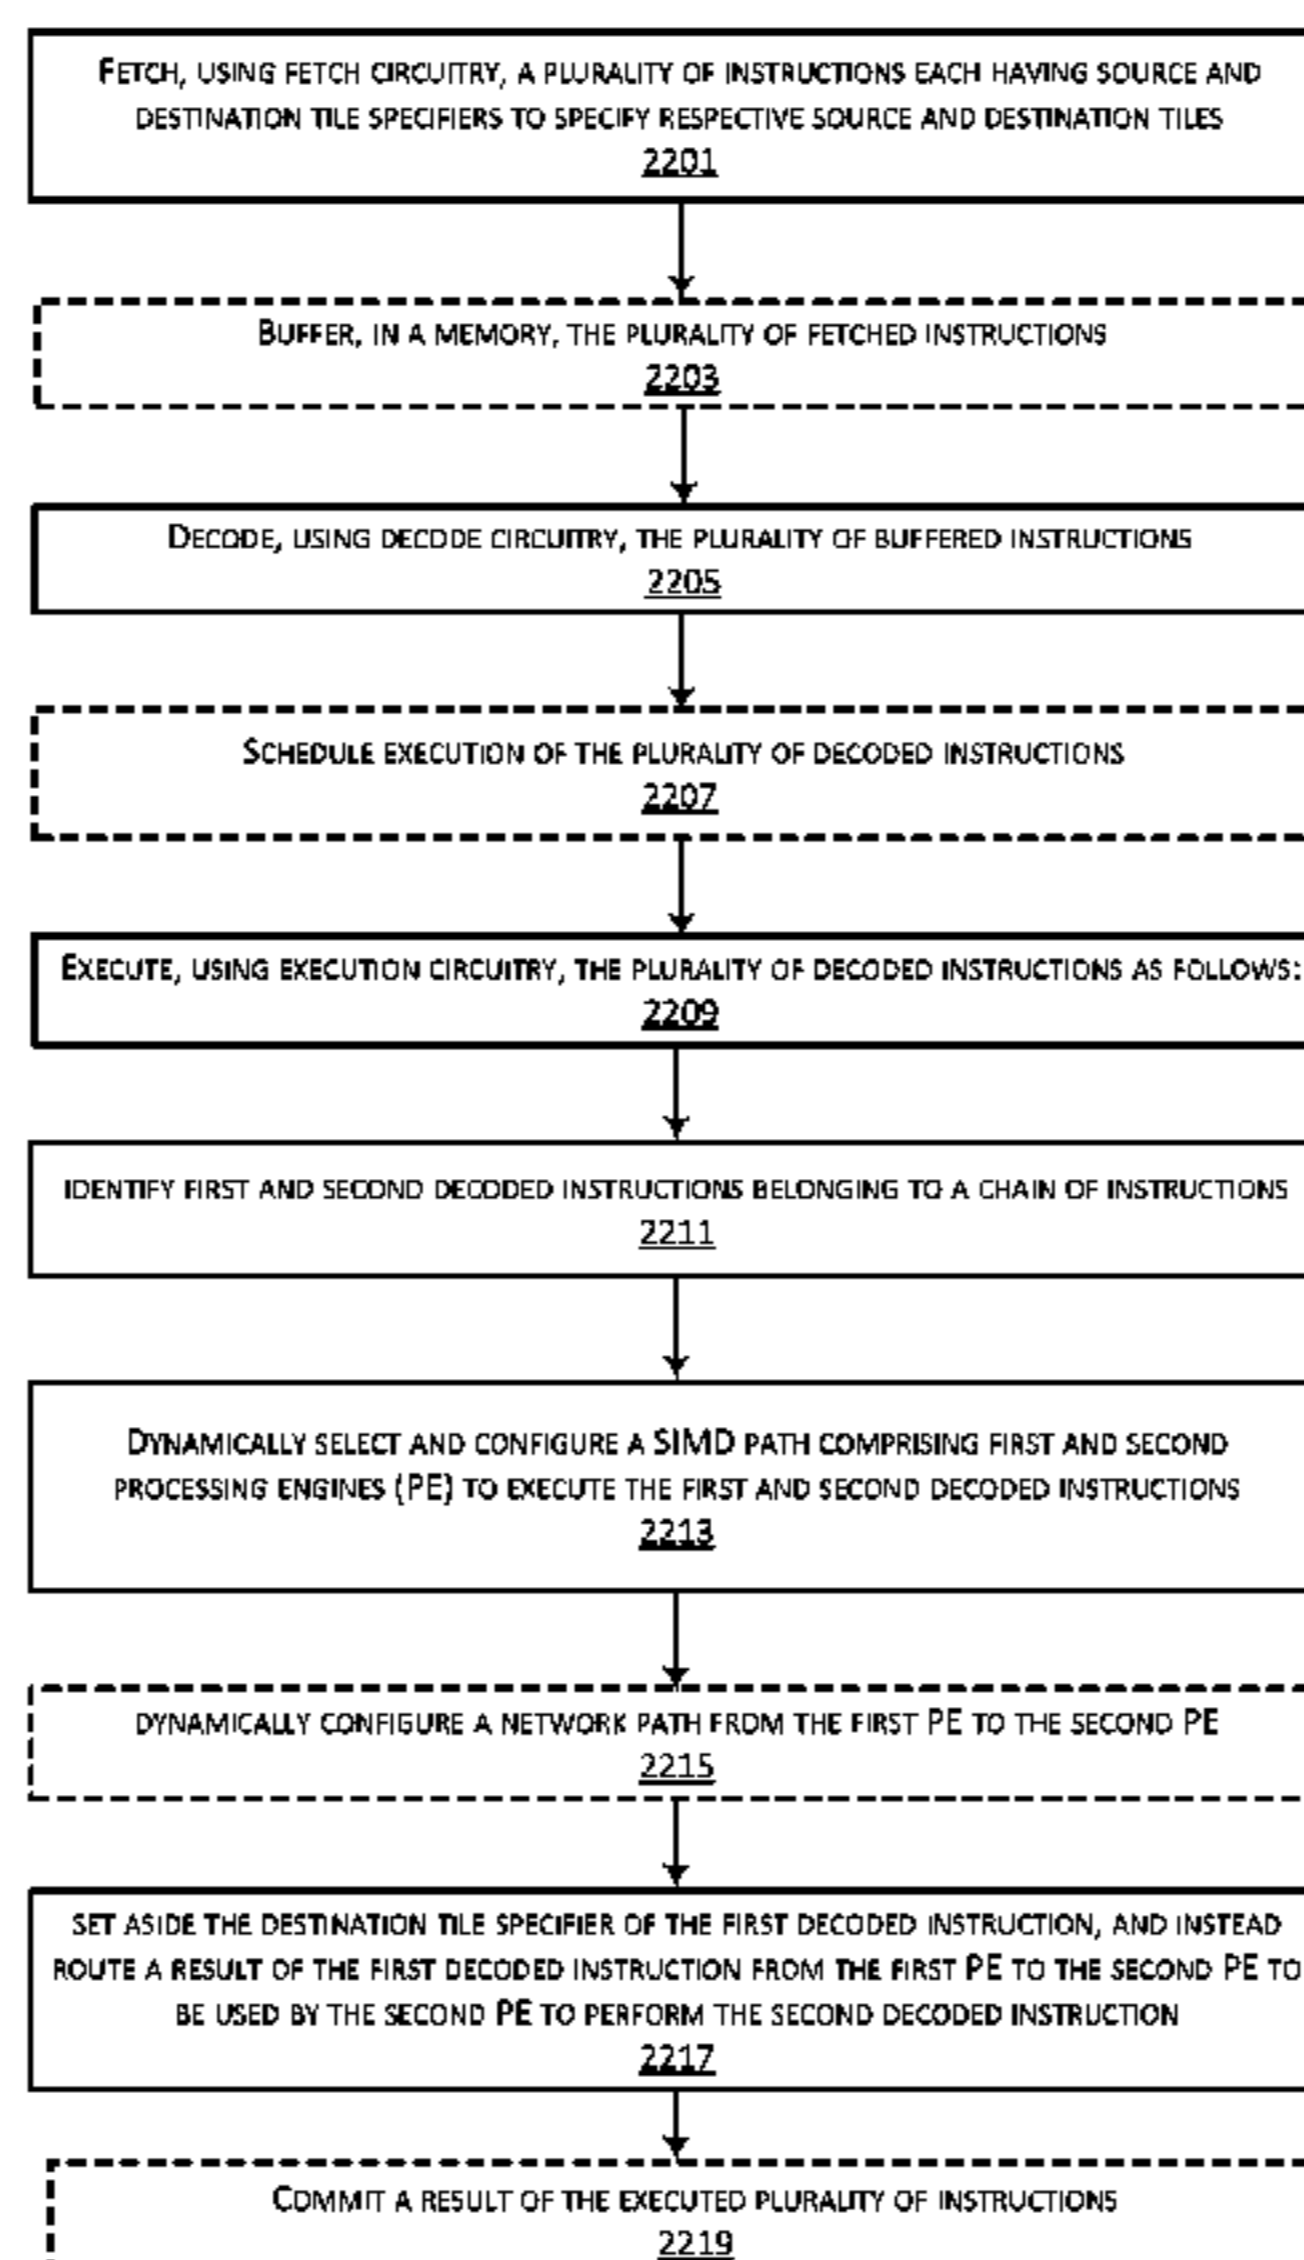 FETCH, USING FETCH CIRCUITRY, A PLURALITY OF INSTRUCTIONS EACH HAVING SOURCE AND
DESTINATION TILE SPECIFIERS TO SPECIFY RESPECTIVE SOURCE AND DESTINATION TILES
2201
BUFFER, IN A MEMORY, THE PLURALITY OF FETCHED INSTRUCTIONS
2203
DECODE, USING DECODE CIRCUITRY, THE PLURALITY OF BUFFERED INSTRUCTIONS
2205
SCHEDULE EXECUTION OF THE PLURALITY OF DECODED INSTRUCTIONS
2207
EXECUTE, USING EXECUTION CIRCUITRY, THE PLURALITY OF DECODED INSTRUCTIONS AS FOLLOWS:
2209
IDENTIFY FIRST AND SECOND DECODED INSTRUCTIONS BELONGING TO A CHAIN OF INSTRUCTIONS
2211
DYNAMICALLY SELECT AND CONFIGURE A SIMD PATH COMPRISING FIRST AND SECOND
PROCESSING ENGINES (PE) TO EXECUTE THE FIRST AND SECOND DECODED INSTRUCTIONS
2213
DYNAMICALLY CONFIGURE A NETWORK PATH FROM THE FIRST PE TO THE SECOND PE
2215
SET ASIDE THE DESTINATION TILE SPECIFIER OF THE FIRST DECODED INSTRUCTION, AND INSTEAD
ROUTE A RESULT OF THE FIRST DECODED INSTRUCTION FROM THE FIRST PE TO THE SECOND PE TO
BE USED BY THE SECOND PE TO PERFORM THE SECOND DECODED INSTRUCTION
2217
COMMIT A RESULT OF THE EXECUTED PLURALITY OF INSTRUCTIONS
2219